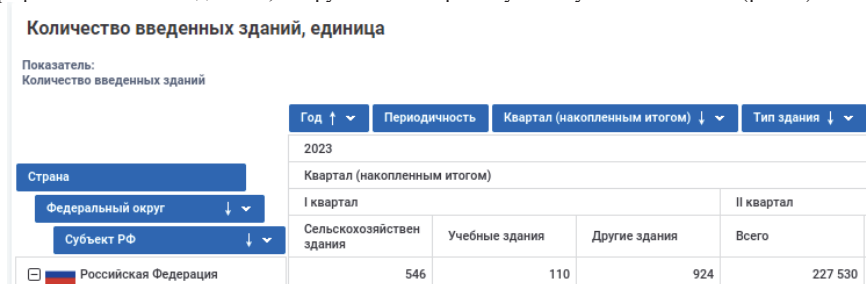 Количество введенных зданий, единица
Показатель:
Количество введенных зданий
Год ↑ Периодичность Квартал (накопленным итогом) ↓ Тип здания ↓
2023
Страна Квартал (накопленным итогом)
Федеральный округ ↓ I квартал II квартал
Субъект РФ ↓ Сельскохозяйствен здания Учебные здания Другие здания Всего
Российская Федерация 546 110 924 227 530